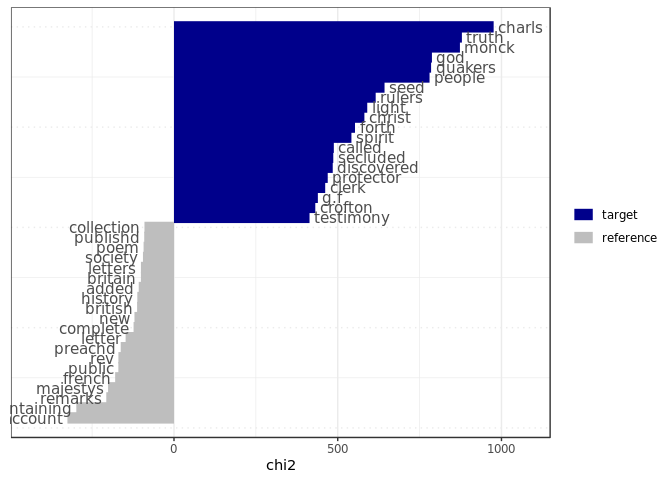 charls
truth
monck
god
quakers
people
seed
rulers
light
christ
forth
spirit
called
secluded
discovered
protector
clerk
g.f
crofton
testimony
collection
publishd
poem
society
letters
britain
added
history
british
new
complete
letter
preachd
rev
public
french
majestys
remarks
ntaining
ccount
target
reference
0 500 1000
chi2